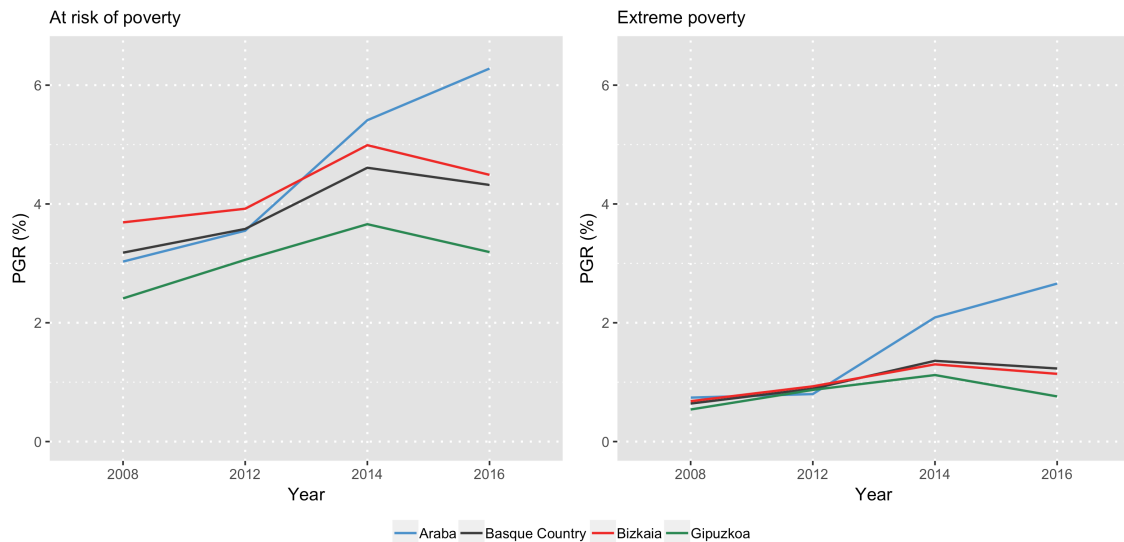 At risk of poverty
PGR (%)
6
4
2
0
2008 2012 2014 2016
Year
Extreme poverty
PGR (%)
6
4
2
0
2008 2012 2014 2016
Year
Araba Basque Country Bizkaia Gipuzkoa